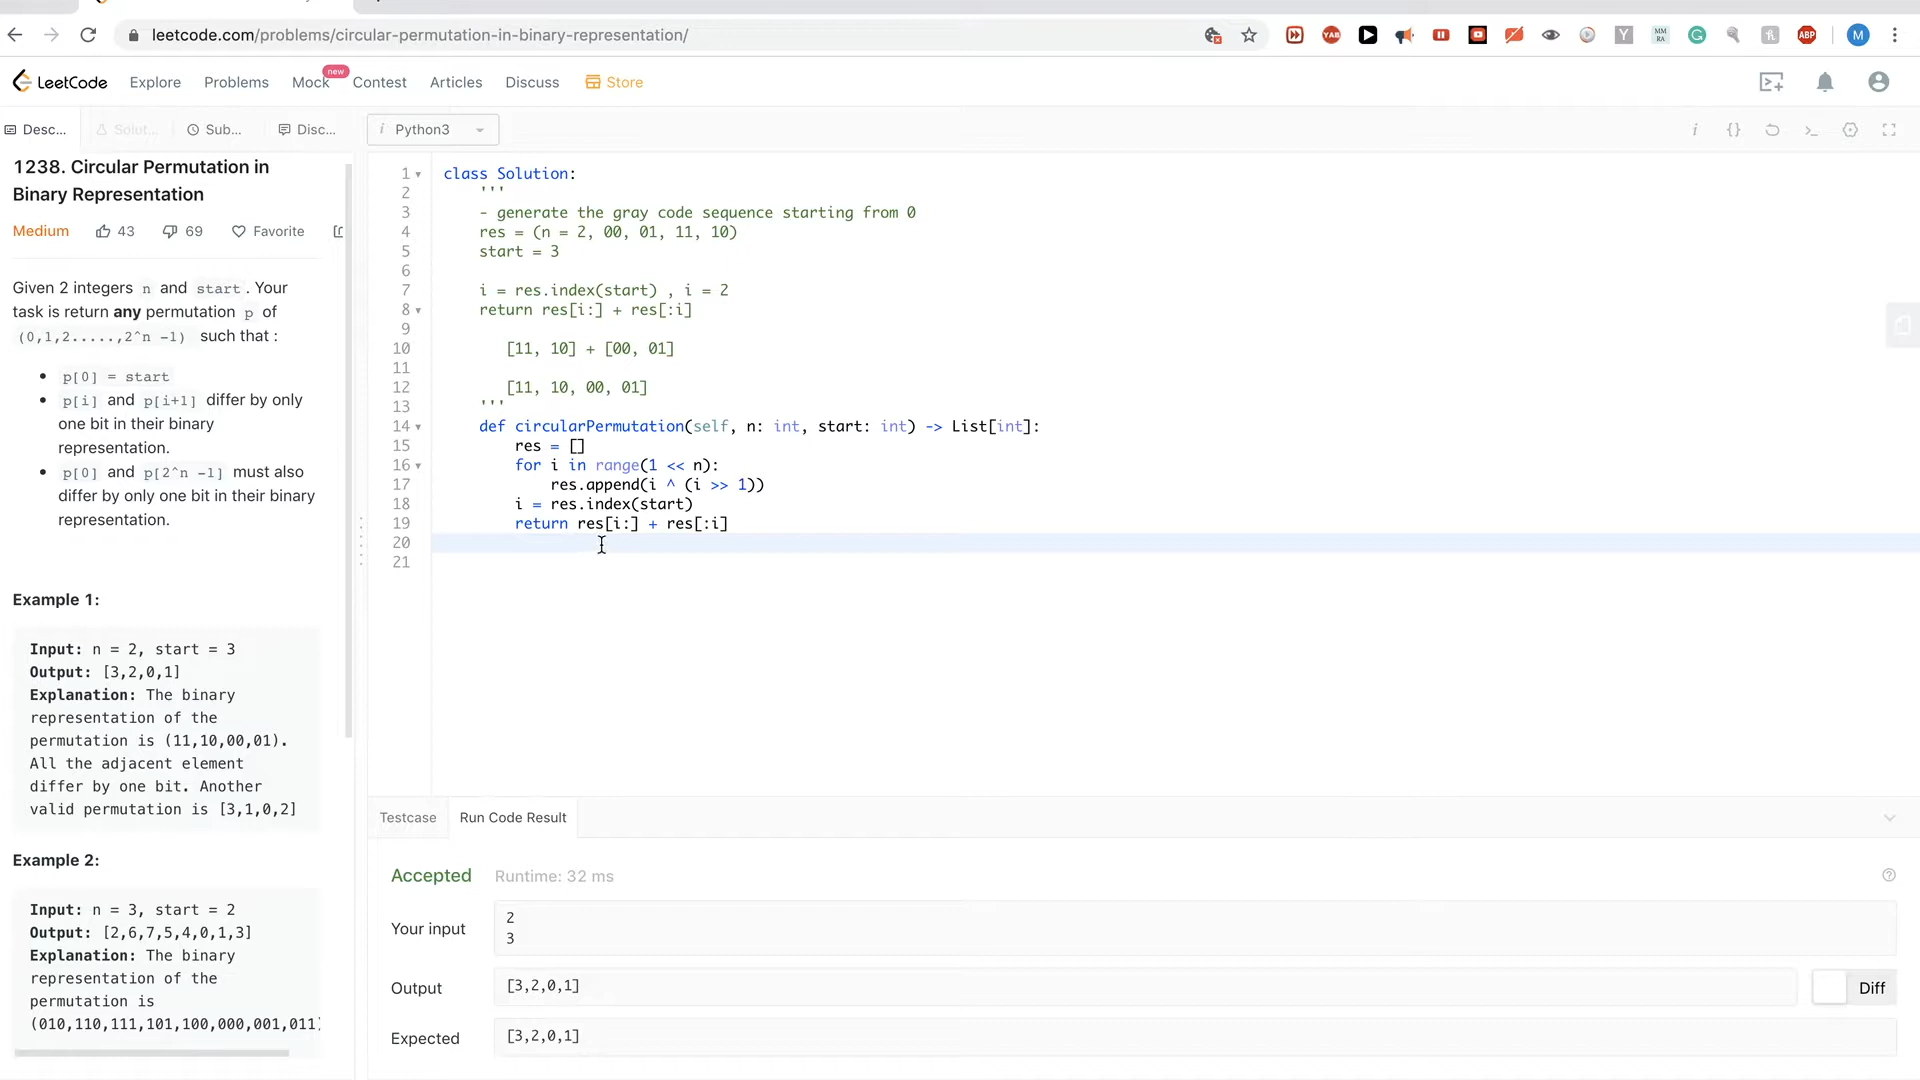 leetcode.com/problems/circular-permutation-in-binary-representation/
YAB
Y
MM
RA
ABP
M
LeetCode
Explore
Problems
Mock
new
Contest
Articles
Discuss
Store
Desc...
Solut...
Sub...
Disc...
i Python3
1238. Circular Permutation in
Binary Representation
Medium 43 69 Favorite
Given 2 integers n and start. Your
task is return any permutation p of
(0,1,2.....,2^n -1) such that :
• p[0] = start
• p[i] and p[i+1] differ by only
one bit in their binary
representation.
• p[0] and p[2^n -1] must also
differ by only one bit in their binary
representation.
Example 1:
Input: n = 2, start = 3
Output: [3,2,0,1]
Explanation: The binary
representation of the
permutation is (11,10,00,01).
All the adjacent element
differ by one bit. Another
valid permutation is [3,1,0,2]
Example 2:
Input: n = 3, start = 2
Output: [2,6,7,5,4,0,1,3]
Explanation: The binary
representation of the
permutation is
(010,110,111,101,100,000,001,011)
1 class Solution:
2 '''
3 - generate the gray code sequence starting from 0
4 res = (n = 2, 00, 01, 11, 10)
5 start = 3
6
7 i = res.index(start) , i = 2
8 return res[i:] + res[:i]
9
10 [11, 10] + [00, 01]
11
12 [11, 10, 00, 01]
13 '''
14 def circularPermutation(self, n: int, start: int) -> List[int]:
15 res = []
16 for i in range(1 << n):
17 res.append(i ^ (i >> 1))
18 i = res.index(start)
19 return res[i:] + res[:i]
20
21
Testcase
Run Code Result
Accepted Runtime: 32 ms
Your input
2
3
Output
[3,2,0,1]
Diff
Expected
[3,2,0,1]